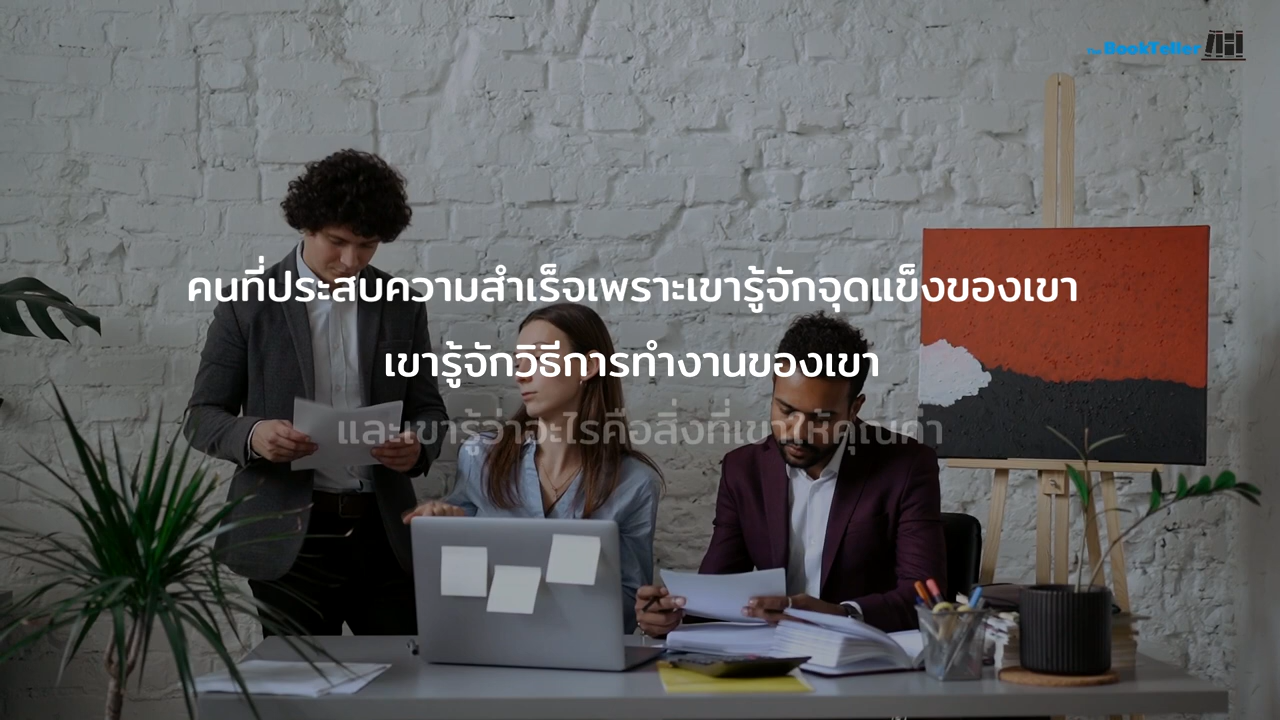 The BookTeller
คนที่ประสบความสำเร็จเพราะเขารู้จักจุดแข็งของเขา
เขารู้จักวิธีการทำงานของเขา
และเขารู้ว่าอะไรคือสิ่งที่เขาให้คุณค่า